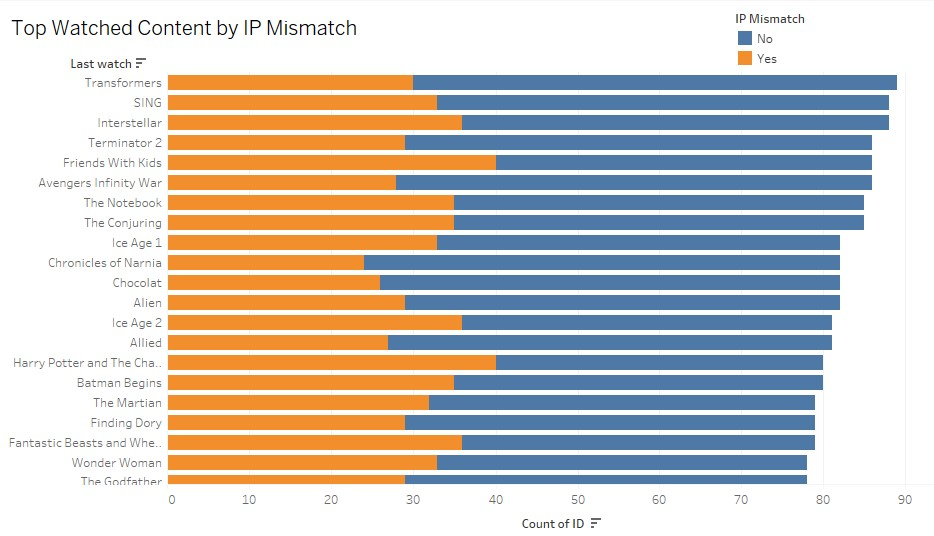 Top Watched Content by IP Mismatch
IP Mismatch
No
Yes
Last watch
Transformers
SING
Interstellar
Terminator 2
Friends With Kids
Avengers Infinity War
The Notebook
The Conjuring
Ice Age 1
Chronicles of Narnia
Chocolat
Alien
Ice Age 2
Allied
Harry Potter and The Cha..
Batman Begins
The Martian
Finding Dory
Fantastic Beasts and Whe..
Wonder Woman
The Godfather
0 10 20 30 40 50 60 70 80 90
Count of ID